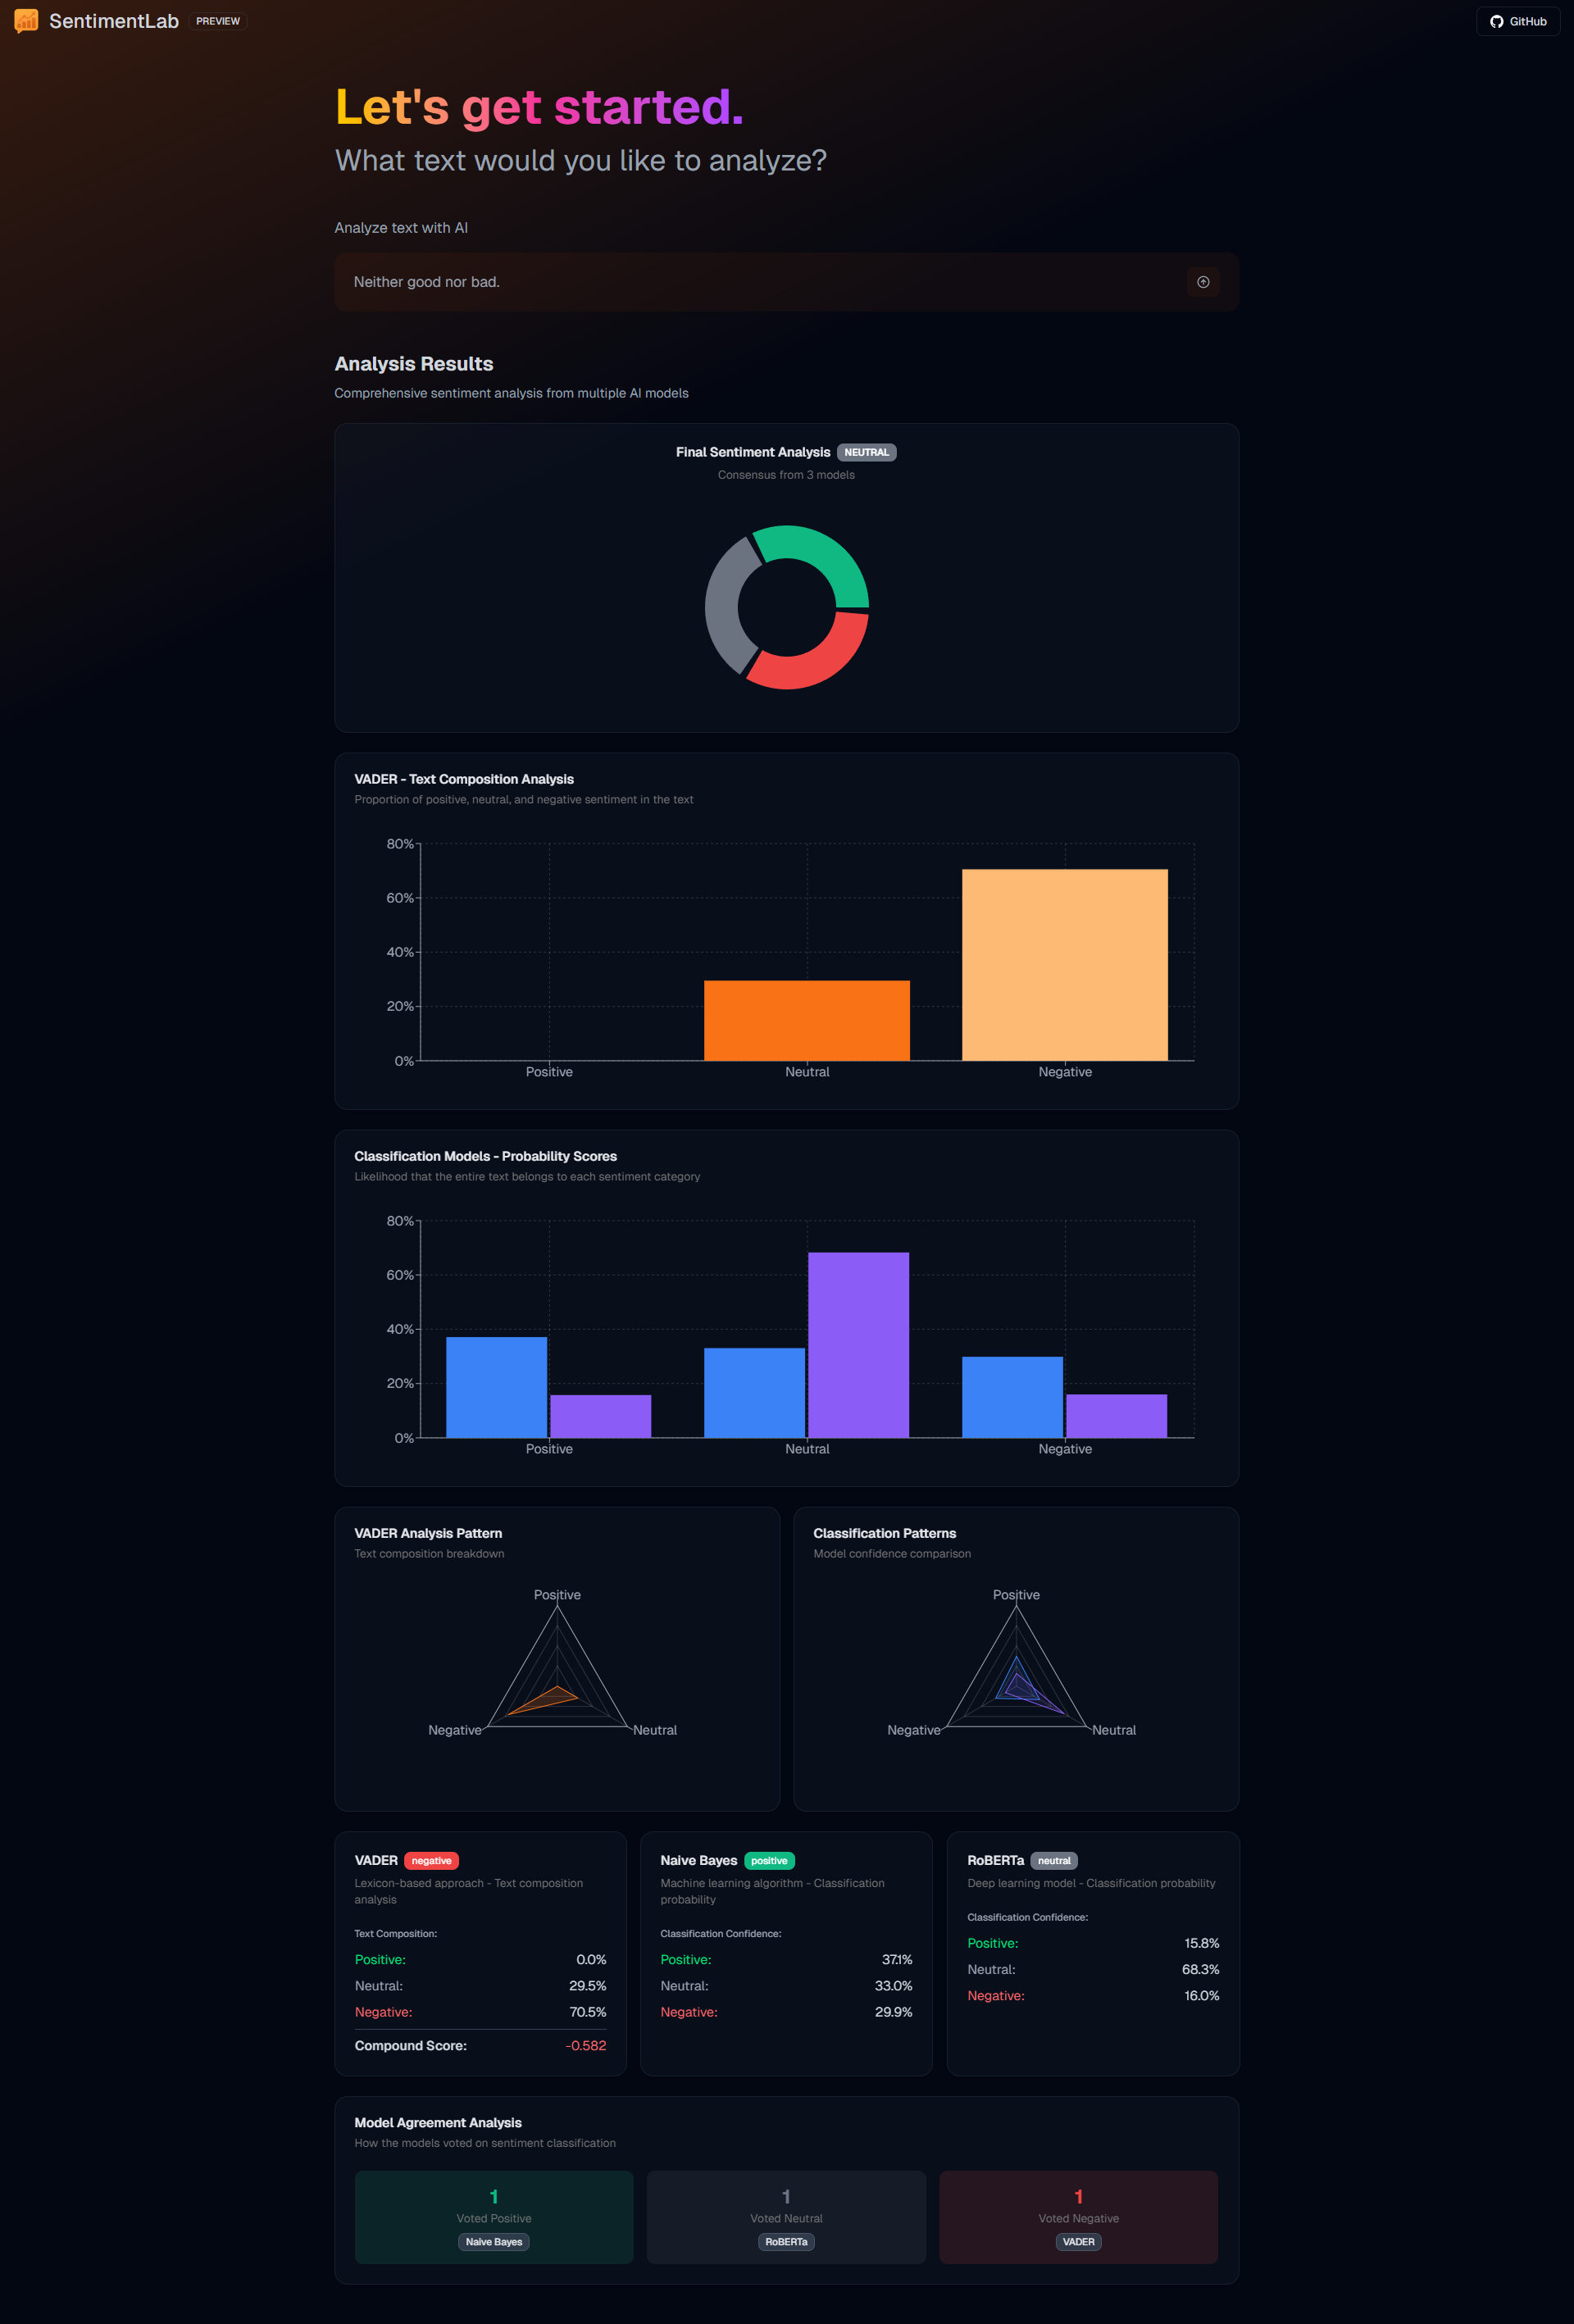 SentimentLab PREVIEW
GitHub
Let's get started.
What text would you like to analyze?
Analyze text with AI
Neither good nor bad.
Analysis Results
Comprehensive sentiment analysis from multiple AI models
Final Sentiment Analysis NEUTRAL
Consensus from 3 models
VADER - Text Composition Analysis
Proportion of positive, neutral, and negative sentiment in the text
80%
60%
40%
20%
0%
Positive Neutral Negative
Classification Models - Probability Scores
Likelihood that the entire text belongs to each sentiment category
80%
60%
40%
20%
0%
Positive Neutral Negative
VADER Analysis Pattern
Text composition breakdown
Positive
Negative Neutral
Classification Patterns
Model confidence comparison
Positive
Negative Neutral
VADER negative
Lexicon-based approach - Text composition
analysis
Text Composition:
Positive: 0.0%
Neutral: 29.5%
Negative: 70.5%
Compound Score: -0.582
Naive Bayes positive
Machine learning algorithm - Classification
probability
Classification Confidence:
Positive: 37.1%
Neutral: 33.0%
Negative: 29.9%
RoBERTa neutral
Deep learning model - Classification probability
Classification Confidence:
Positive: 15.8%
Neutral: 68.3%
Negative: 16.0%
Model Agreement Analysis
How the models voted on sentiment classification
1
Voted Positive
Naive Bayes
1
Voted Neutral
RoBERTa
1
Voted Negative
VADER